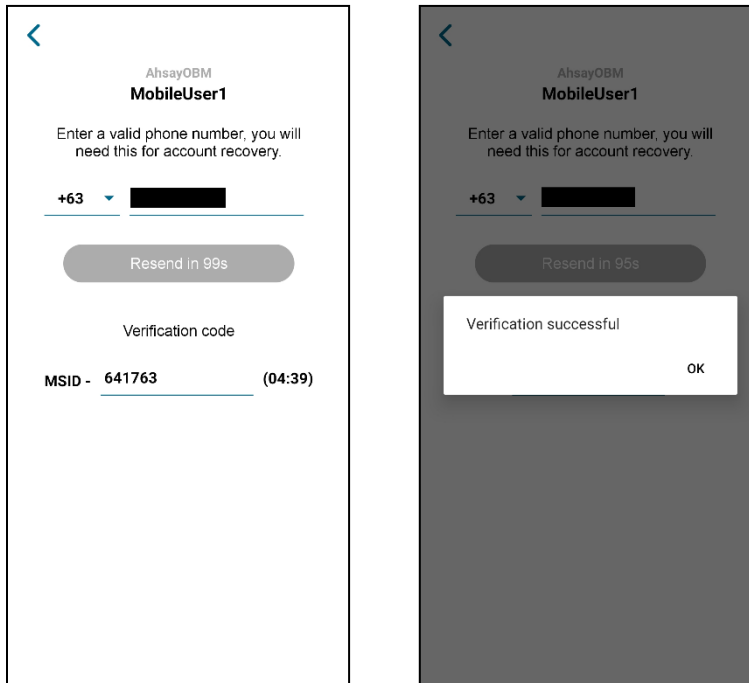 AhsayOBM
MobileUser1
Enter a valid phone number, you will
need this for account recovery.
+63
Resend in 99s
Verification code
MSID - 641763 (04:39)
AhsayOBM
MobileUser1
Enter a valid phone number, you will
need this for account recovery.
+63
Resend in 95s
Verification successful
OK